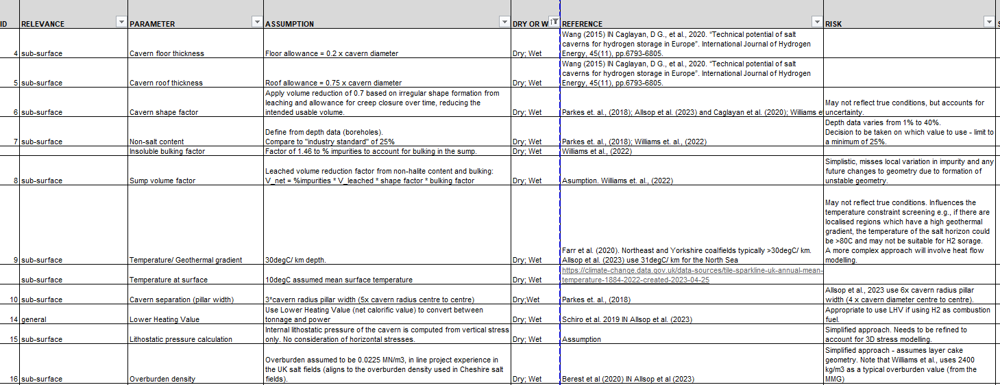 ID RELEVANCE PARAMETER ASSUMPTION DRY OR W REFERENCE RISK S
4 sub-surface Cavern floor thickness Floor allowance = 0.2 x cavern diameter Dry; Wet
Wang (2015) IN Caglayan, D G., et al., 2020. “Technical potential of salt
caverns for hydrogen storage in Europe”. International Journal of Hydrogen
Energy, 45(11), pp.6793-6805.
5 sub-surface Cavern roof thickness Roof allowance = 0.75 x cavern diameter Dry; Wet
Wang (2015) IN Caglayan, D G., et al., 2020. “Technical potential of salt
caverns for hydrogen storage in Europe”. International Journal of Hydrogen
Energy, 45(11), pp.6793-6805.
6 sub-surface Cavern shape factor
Apply volume reduction of 0.7 based on irregular shape formation from
leaching and allowance for creep closure over time, reducing the
intended usable volume.
Dry; Wet
Parkes et. al., (2018); Allsop et al. (2023) and Caglayan et al. (2020); Williams et
May not reflect true conditions, but accounts for
uncertainty.
7 sub-surface Non-salt content
Define from depth data (boreholes).
Compare to "industry standard" of 25%
Dry; Wet
Parkes et. al., (2018); Williams et. al., (2022)
Depth data varies from 1% to 40%.
Decision to be taken on which value to use - limit to
a minimum of 25%.
Insoluble bulking factor Factor of 1.46 to % impurities to account for bulking in the sump. Dry; Wet Williams et al., (2022)
8 sub-surface Sump volume factor
Leached volume reduction factor from non-halite content and bulking:
V_net = %impurities * V_leached * shape factor * bulking factor
Dry; Wet
Asumption. Williams et. al., (2022)
Simplistic, misses local variation in impurity and any
future changes to geometry due to formation of
unstable geometry.
9 sub-surface Temperature/ Geothermal gradient 30degC/ km depth. Dry; Wet
Farr et al. (2020). Northeast and Yorkshire coalfields typically >30degC/ km.
Allsop et al. (2023) use 31degC/ km for the North Sea
May not reflect true conditions. Influences the
temperature constraint screening e.g., if there are
localised regions which have a high geothermal
gradient, the temperature of the salt horizon could
be >80C and may not be suitable for H2 sorage.
A more complex approach will involve heat flow
modelling.
sub-surface Temperature at surface 10degC assumed mean surface temperature Dry; Wet
https://climate-change.data.gov.uk/data-sources/tile-sparkline-uk-annual-mean-
temperature-1884-2022-created-2023-04-25
10 sub-surface Cavern separation (pillar width) 3*cavern radius pillar width (5x cavern radius centre to centre) Dry;Wet Parkes et. al., (2018)
Allsop et al., 2023 use 6x cavern radius pillar
width (4 x cavern diameter centre to centre).
14 general Lower Heating Value
Use Lower Heating Value (net calorific value) to convert between
tonnage and power
Dry; Wet
Schiro et al. 2019 IN Allsop et al. (2023)
Appropriate to use LHV if using H2 as combustion
fuel.
15 sub-surface Lithostatic pressure calculation
Internal lithostatic pressure of the cavern is computed from vertical stress
only. No consideration of horizontal stresses.
Dry; Wet
Assumption
Simplified approach. Needs to be refined to
account for 3D stress modelling.
16 sub-surface Overburden density
Overburden assumed to be 0.0225 MN/m3, in line project experience in
the UK salt fields (aligns to the overburden density used in Cheshire salt
fields).
Dry; Wet
Berest et al (2020) IN Allsop et al (2023)
Simplified approach - assumes layer cake
geometry. Note that Williams et al., uses 2400
kg/m3 as a typical overburden value (from the
MMG)